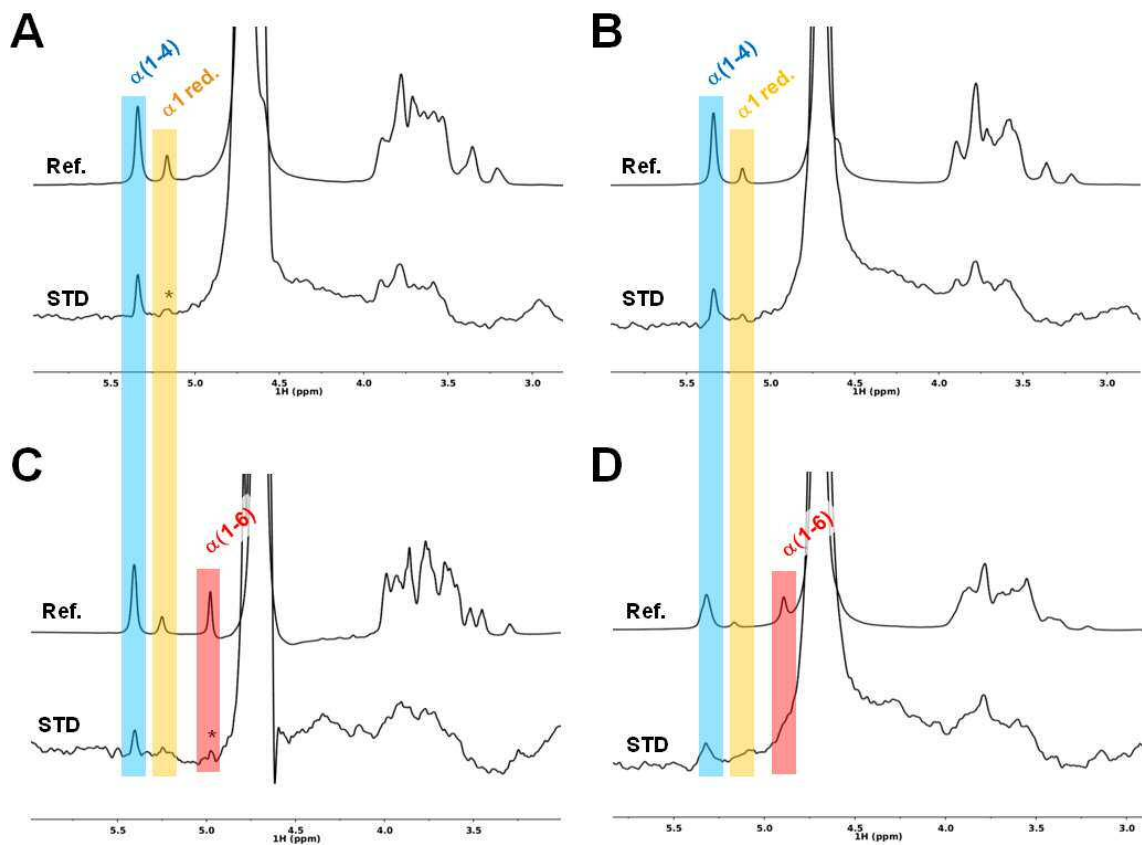 A
α(1-4)
α1 red.
Ref.
STD
*
5.5 5.0 4.5 4.0 3.5 3.0
1H (ppm)
B
α(1-4)
α1 red.
Ref.
STD
5.5 5.0 4.5 4.0 3.5 3.0
1H (ppm)
C
α(1-6)
Ref.
STD
*
5.5 5.0 4.5 4.0 3.5
1H (ppm)
D
α(1-6)
Ref.
STD
5.5 5.0 4.5 4.0 3.5 3.0
1H (ppm)